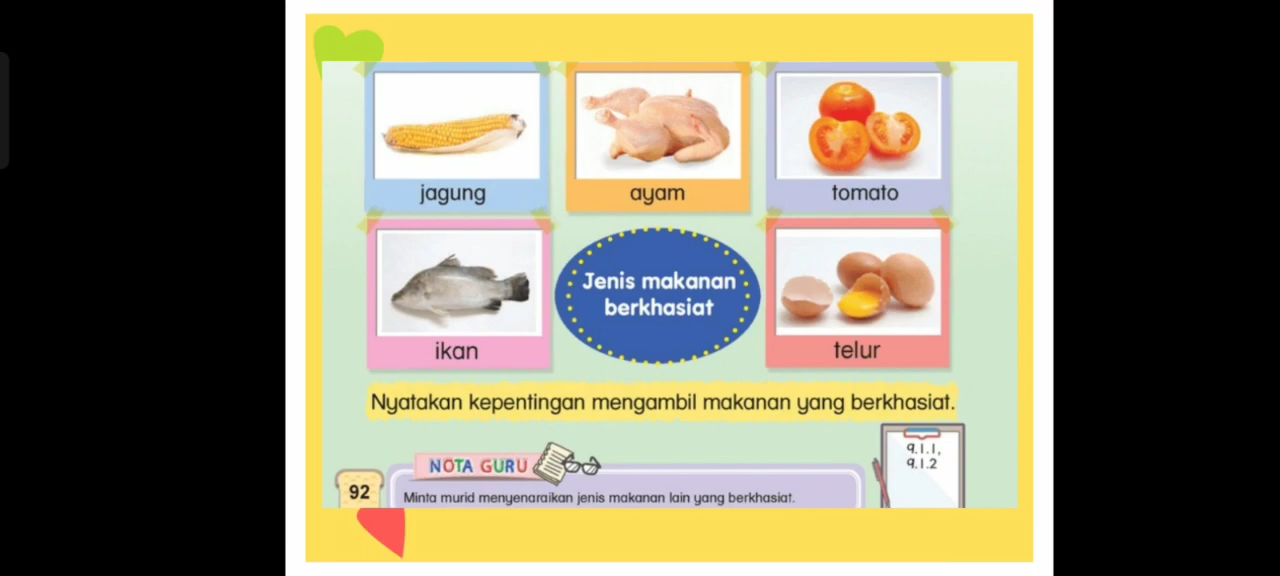 jagung
ayam
tomato
ikan
Jenis makanan
berkhasiat
telur
Nyatakan kepentingan mengambil makanan yang berkhasiat.
NOTA GURU
9.1.1,
9.1.2
92
Minta murid menyenaraikan jenis makanan lain yang berkhasiat.